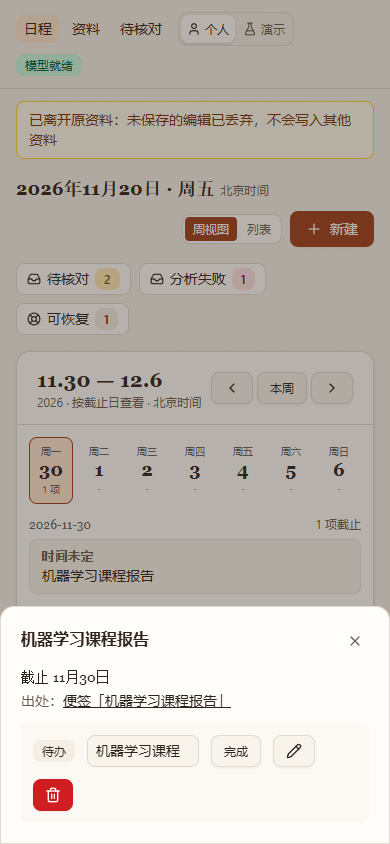 日程 资料 待核对 个人 演示
模型就绪
已离开原资料：未保存的编辑已丢弃，不会写入其他
资料
2026年11月20日 · 周五 北京时间
周视图 列表 新建
待核对 2 分析失败 1
可恢复 1
11.30 — 12.6
2026 · 按截止日查看 · 北京时间
本周
周一 周二 周三 周四 周五 周六 周日
30 1 2 3 4 5 6
1 项 - - - - - -
2026-11-30 1 项截止
时间未定
机器学习课程报告
机器学习课程报告
截止 11月30日
出处：便签「机器学习课程报告」
待办 机器学习课程 完成